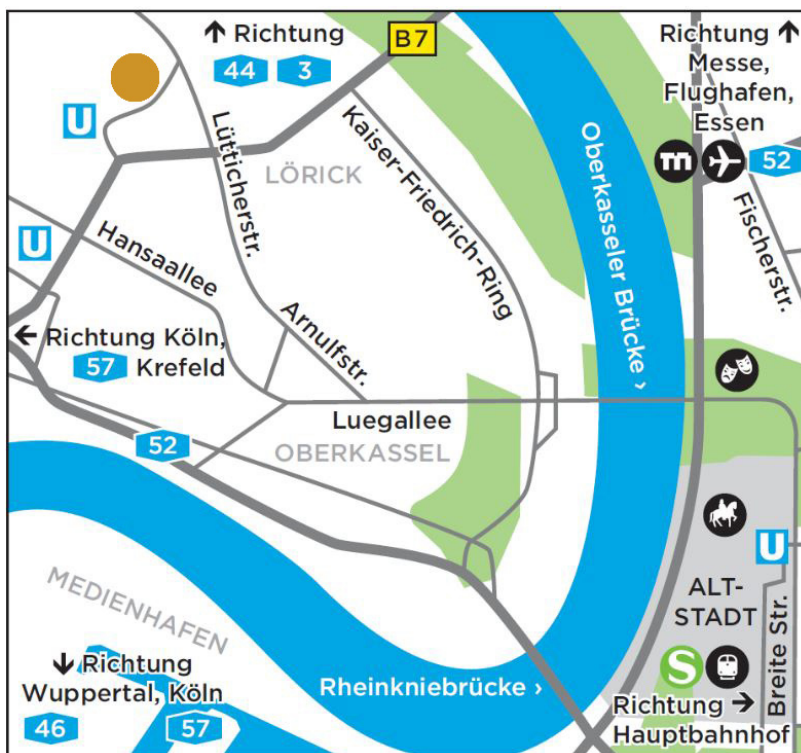 ↑ Richtung
44 3
B7
Richtung ↑
Messe,
Flughafen,
Essen
52
U
LÖRICK
Lütticherstr.
Kaiser-Friedrich-Ring
Oberkasseler Brücke ›
Fischerstr.
U
Hansaallee
← Richtung Köln,
57 Krefeld
Arnulfstr.
Luegallee
52
OBERKASSEL
U
MEDIENHAFEN
ALT-
STADT
Breite Str.
↓ Richtung
Wuppertal, Köln
46 57
Rheinkniebrücke ›
S
Richtung →
Hauptbahnhof